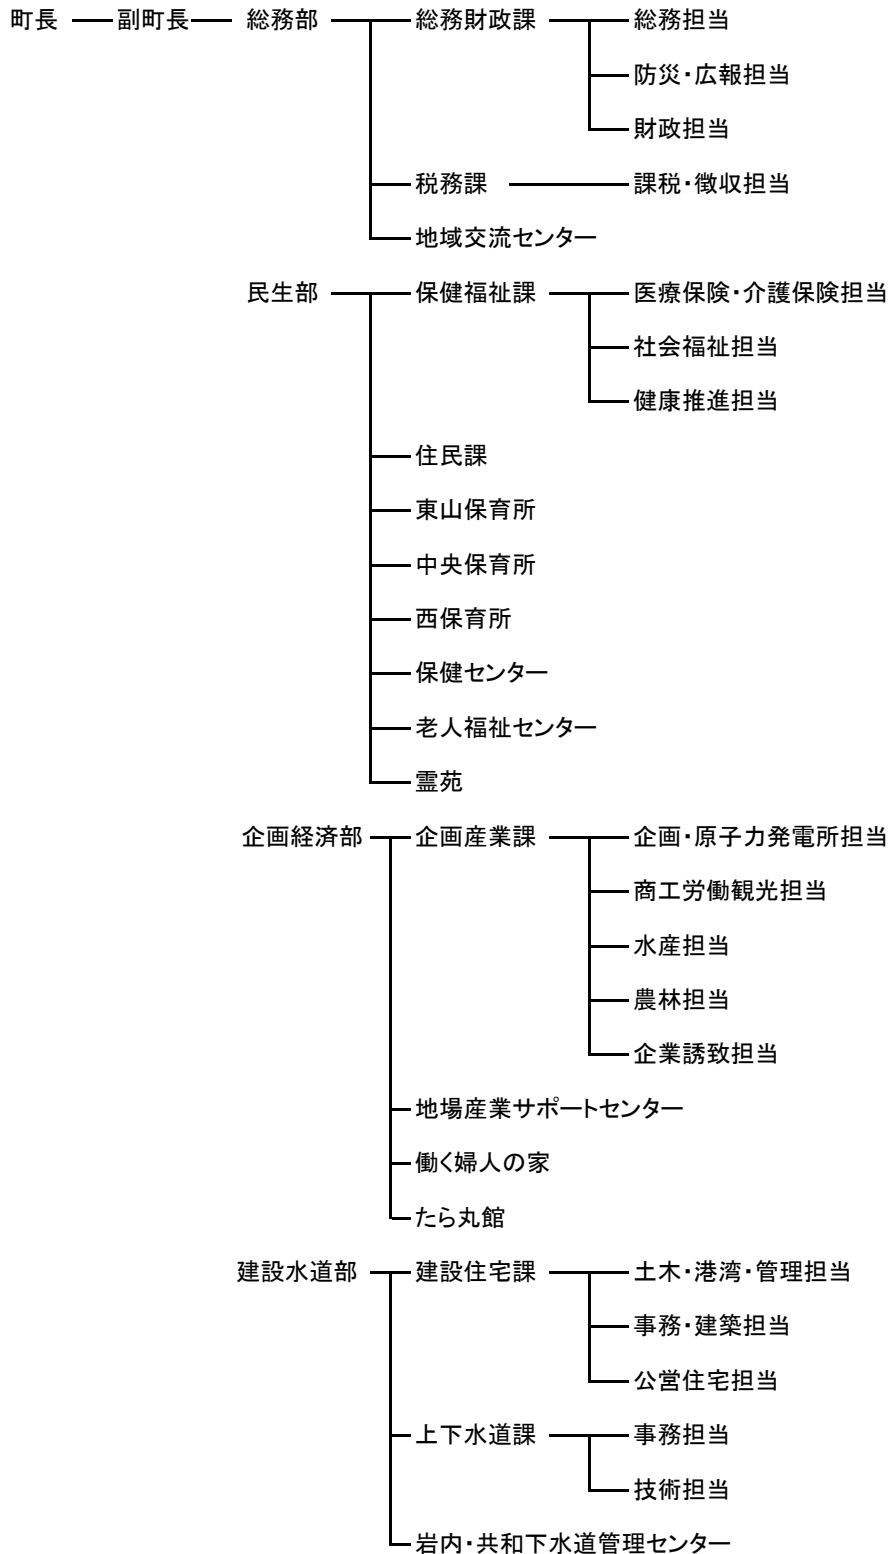 町長 副町長 総務部 総務財政課 総務担当
防災・広報担当
財政担当
税務課 課税・徴収担当
地域交流センター
民生部 保健福祉課 医療保険・介護保険担当
社会福祉担当
健康推進担当
住民課
東山保育所
中央保育所
西保育所
保健センター
老人福祉センター
霊苑
企画経済部 企画産業課 企画・原子力発電所担当
商工労働観光担当
水産担当
農林担当
企業誘致担当
地場産業サポートセンター
働く婦人の家
たら丸館
建設水道部 建設住宅課 土木・港湾・管理担当
事務・建築担当
公営住宅担当
上下水道課 事務担当
技術担当
岩内・共和下水道管理センター